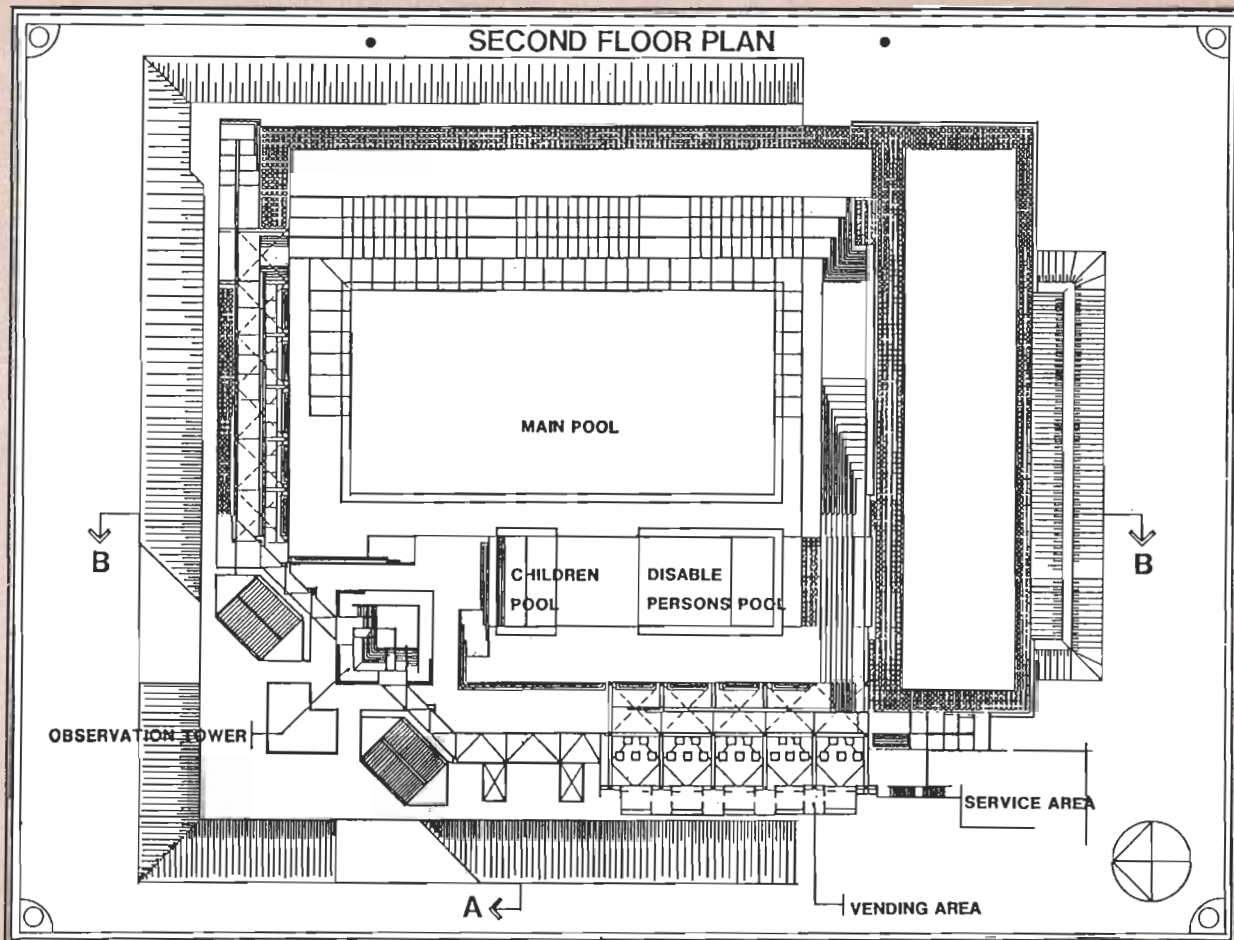 SECOND FLOOR PLAN
MAIN POOL
B
B
CHILDREN
POOL
DISABLE
PERSONS POOL
OBSERVATION TOWER
SERVICE AREA
A
VENDING AREA